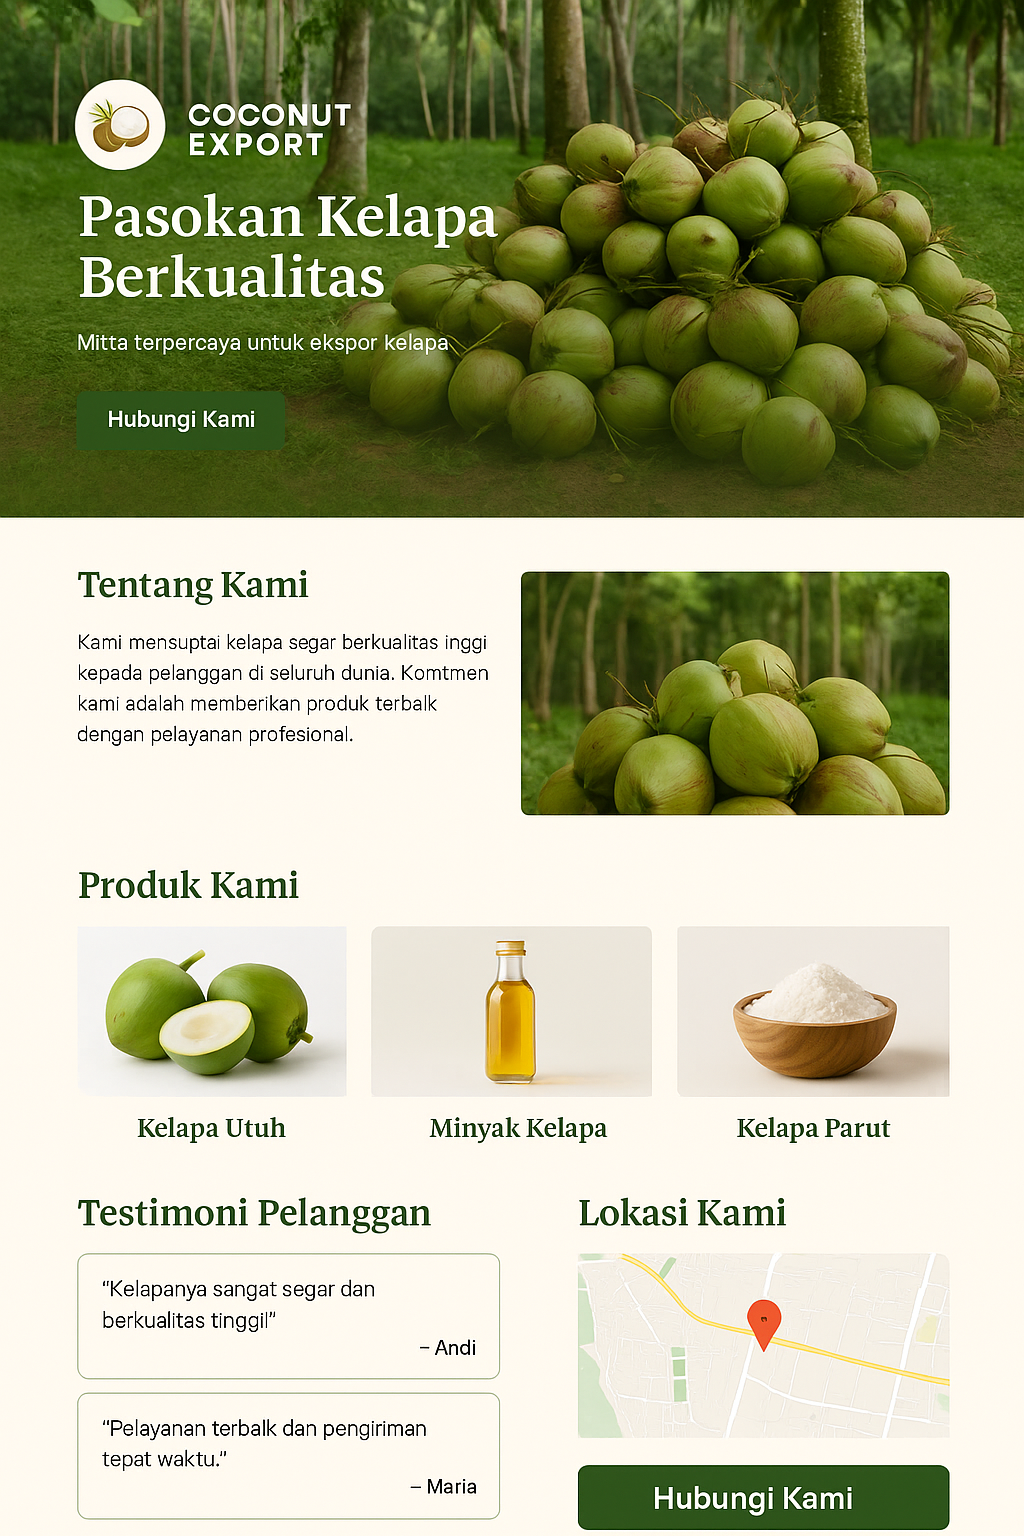 COCONUT
EXPORT
Pasokan Kelapa
Berkualitas
Mitta terpercaya untuk ekspor kelapa
Hubungi Kami
Tentang Kami
Kami mensuptai kelapa segar berkualitas inggi
kepada pelanggan di seluruh dunia. Komtmen
kami adalah memberikan produk terbalk
dengan pelayanan profesional.
Produk Kami
Kelapa Utuh
Minyak Kelapa
Kelapa Parut
Testimoni Pelanggan
"Kelapanya sangat segar dan
berkualitas tinggil"
– Andi
"Pelayanan terbalk dan pengiriman
tepat waktu."
– Maria
Lokasi Kami
Hubungi Kami